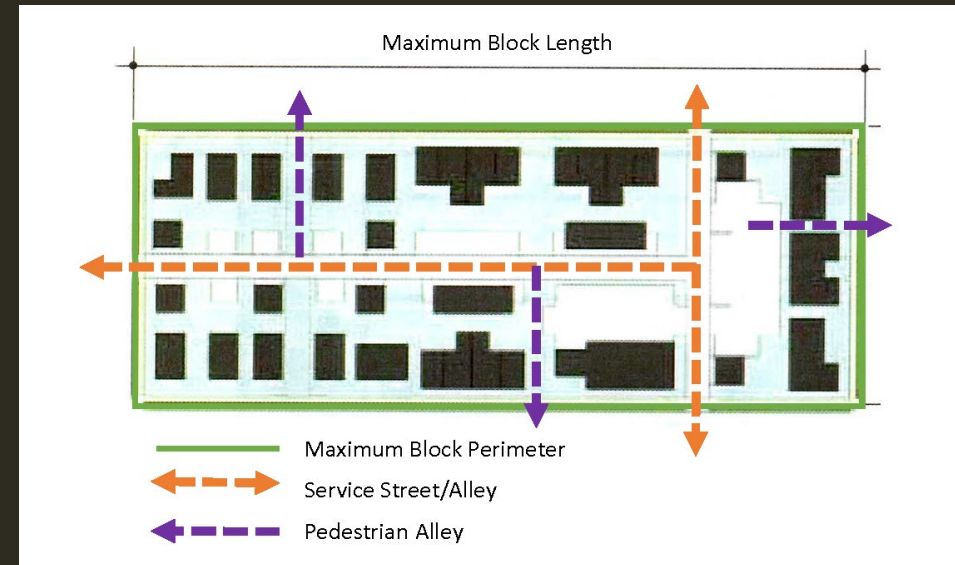 Maximum Block Length
Maximum Block Perimeter
Service Street/Alley
Pedestrian Alley